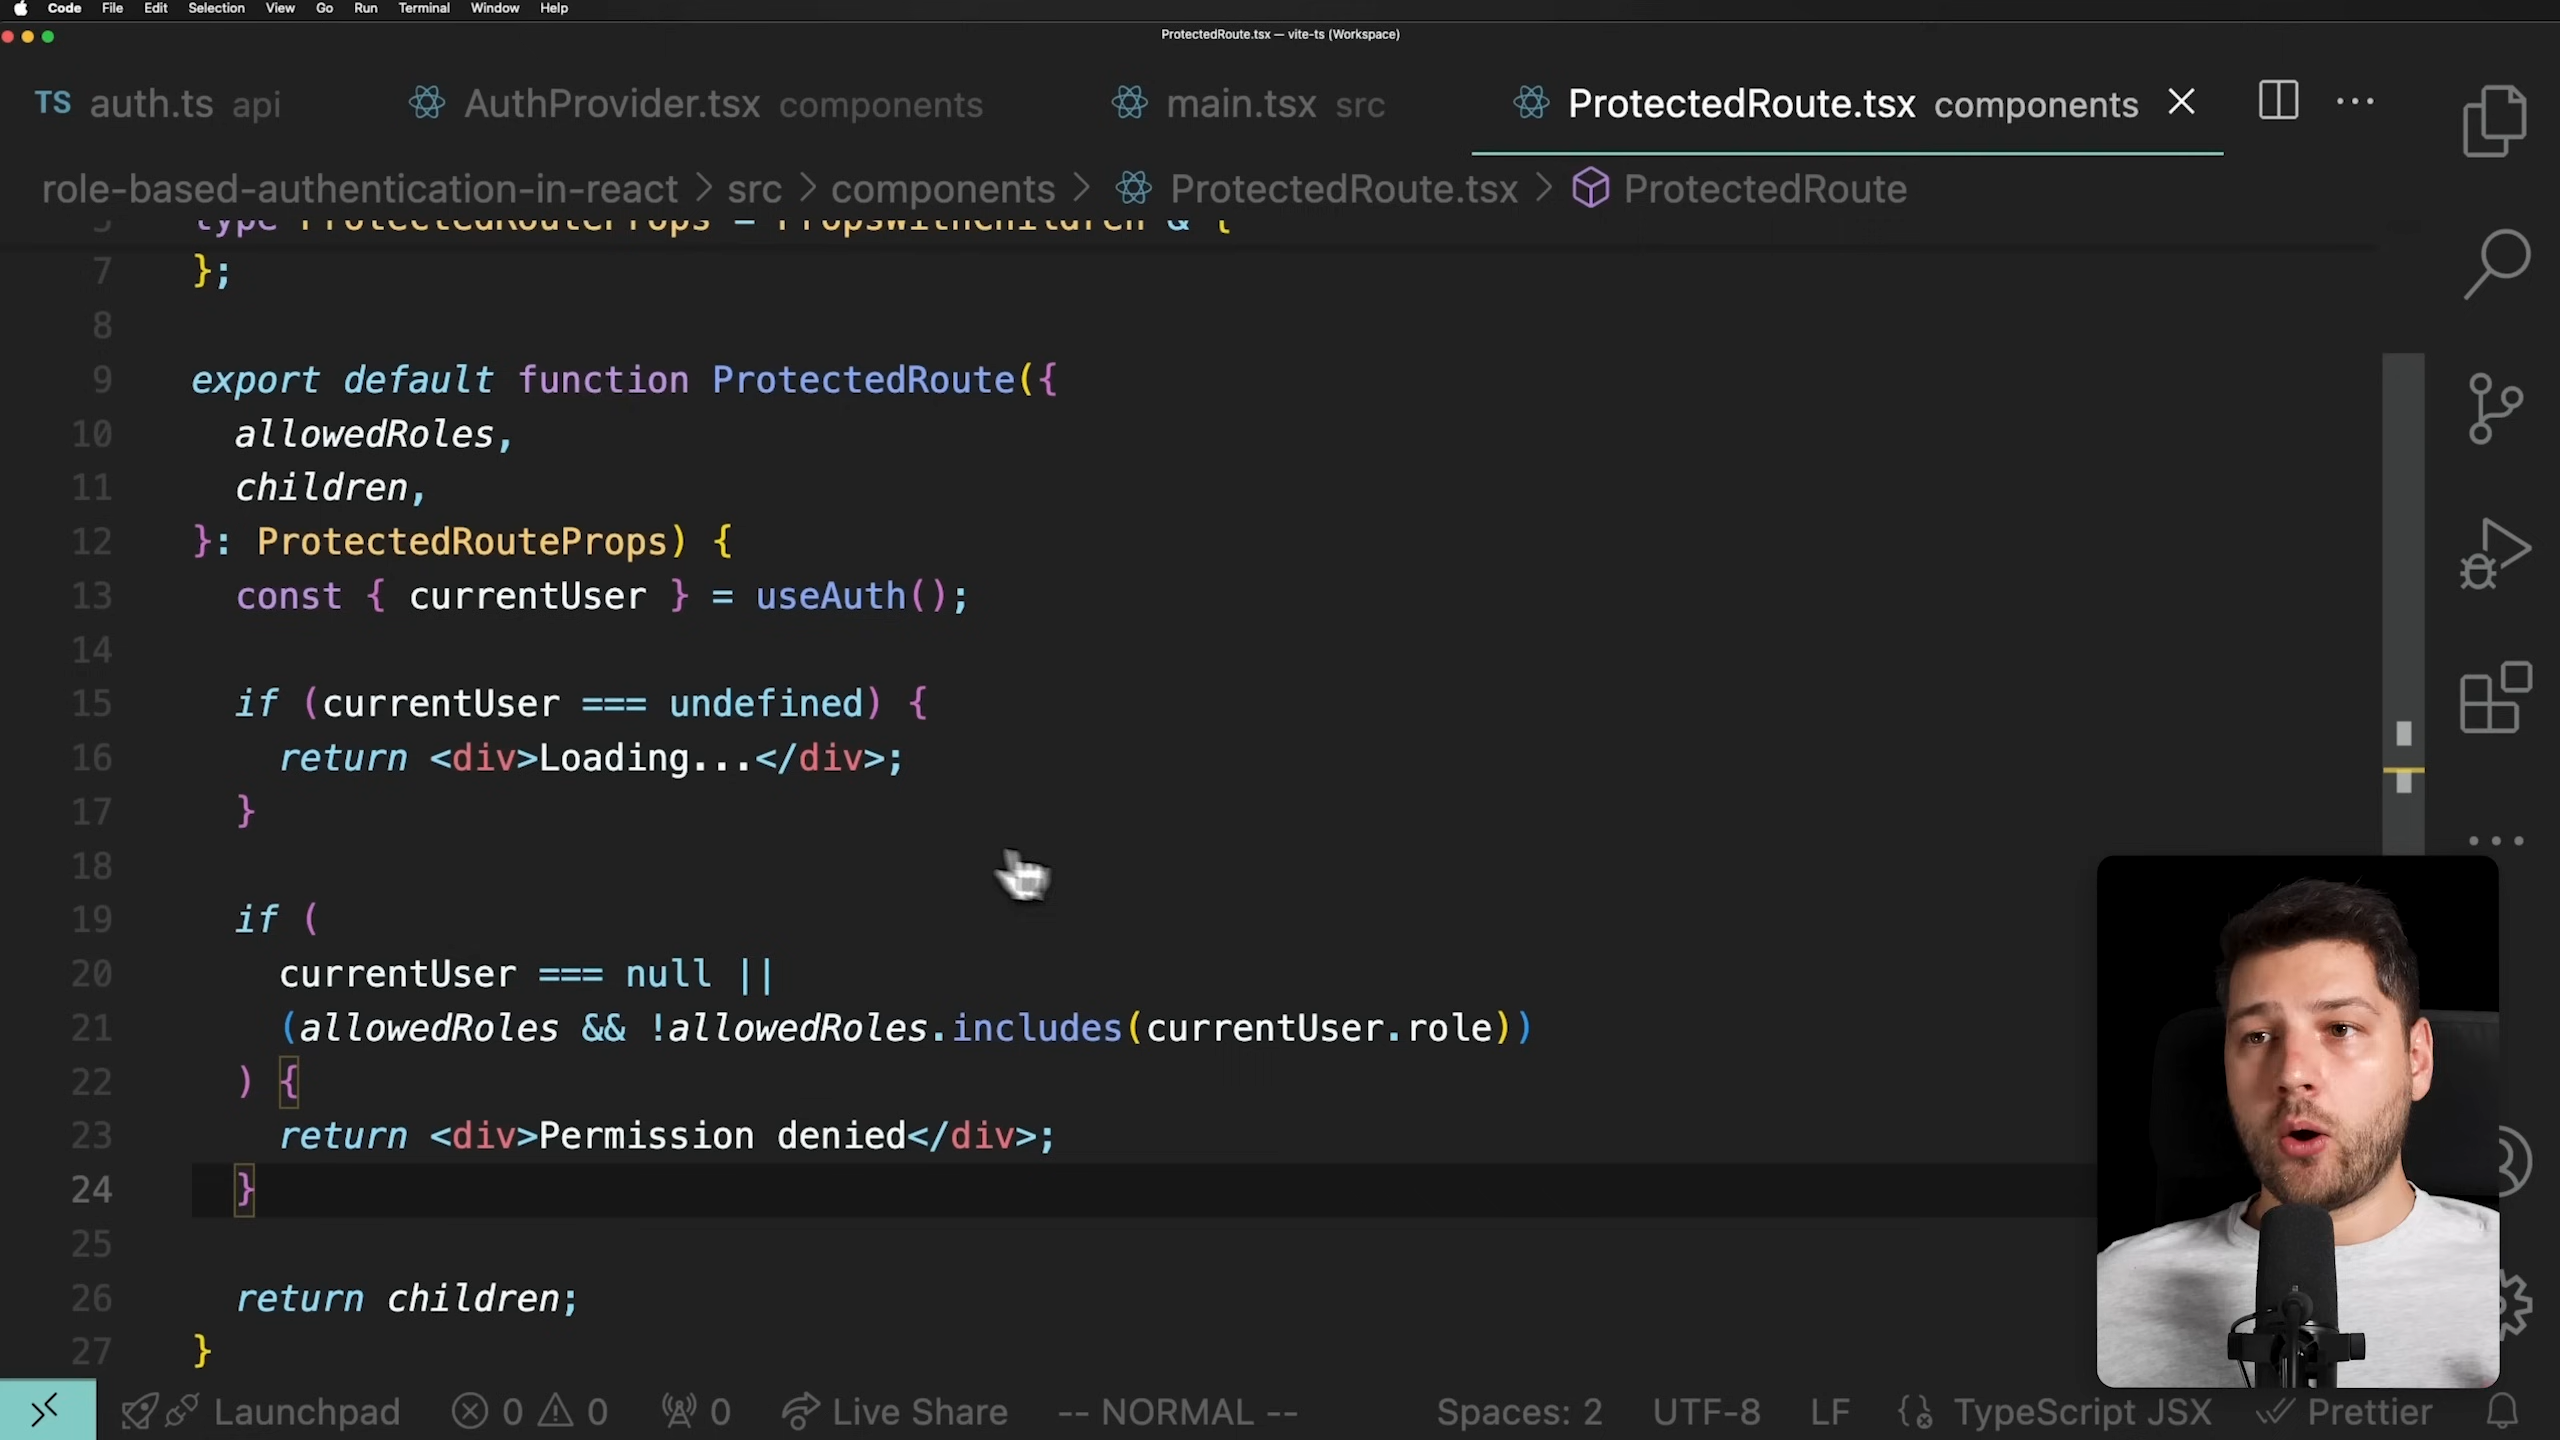 Code File Edit Selection View Go Run Terminal Window Help
ProtectedRoute.tsx — vite-ts (Workspace)
TS auth.ts api AuthProvider.tsx components main.tsx src ProtectedRoute.tsx components
role-based-authentication-in-react > src > components > ProtectedRoute.tsx > ProtectedRoute
5 type ProtectedRouteProps = PropsWithChildren & {
7 };
8
9 export default function ProtectedRoute({
10 allowedRoles,
11 children,
12 }: ProtectedRouteProps) {
13 const { currentUser } = useAuth();
14
15 if (currentUser === undefined) {
16 return <div>Loading...</div>;
17 }
18
19 if (
20 currentUser === null ||
21 (allowedRoles && !allowedRoles.includes(currentUser.role))
22 ) {
23 return <div>Permission denied</div>;
24 }
25
26 return children;
27 }
Launchpad 0 0 0 Live Share -- NORMAL -- Spaces: 2 UTF-8 LF TypeScript JSX Prettier